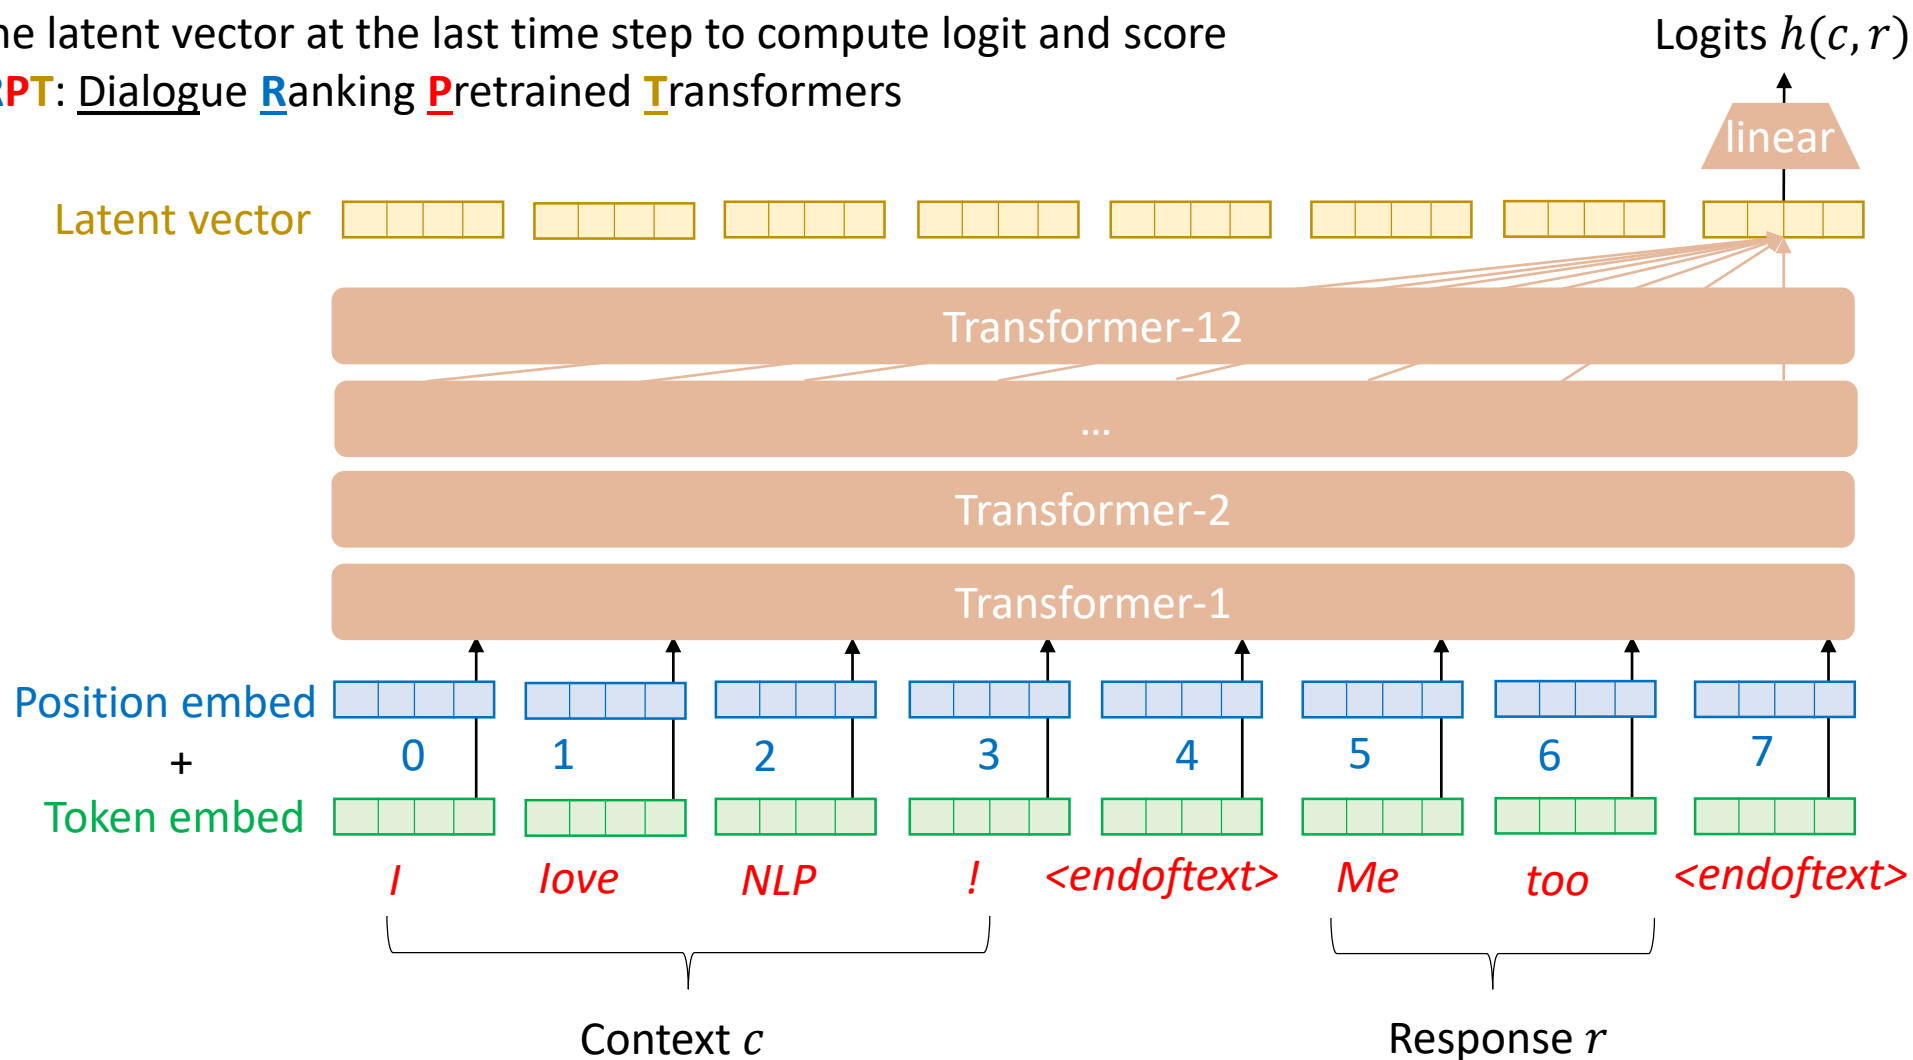 he latent vector at the last time step to compute logit and score
RPT: Dialogue Ranking Pretrained Transformers
Logits h(c,r)
linear
Latent vector
Transformer-12
...
Transformer-2
Transformer-1
Position embed
0 1 2 3 4 5 6 7
+
Token embed
I love NLP ! <endoftext> Me too <endoftext>
Context c
Response r